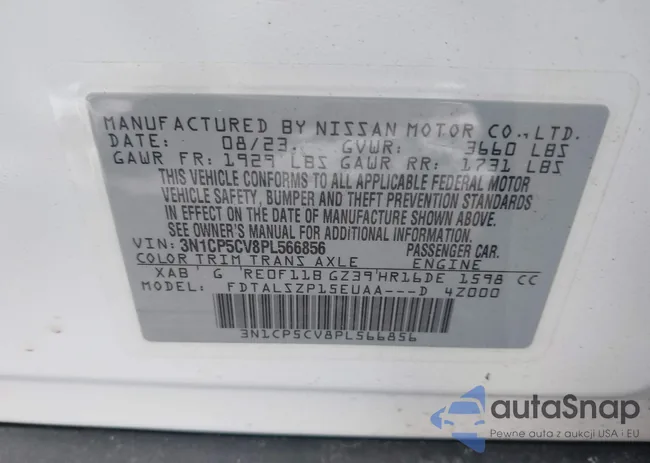 MANUFACTURED BY NISSAN MOTOR CO., LTD.
DATE: 08/23 GVWR: 3660 LBS
GAWR FR: 1929 LBS GAWR RR: 1731 LBS
THIS VEHICLE CONFORMS TO ALL APPLICABLE FEDERAL MOTOR
VEHICLE SAFETY, BUMPER AND THEFT PREVENTION STANDARDS
IN EFFECT ON THE DATE OF MANUFACTURE SHOWN ABOVE.
SEE OWNER'S MANUAL FOR ADDITIONAL INFORMATION.
VIN: 3N1CP5CV8PL566856 PASSENGER CAR.
COLOR TRIM TRANS AXLE ENGINE
XAB G RE0F11B GZ39 HR16DE 1598 CC
MODEL: FDTALSZP15EUAA---D 4Z000
3N1CP5CV8PL566856
autaSnap
Pewne auta z aukcji USA i EU